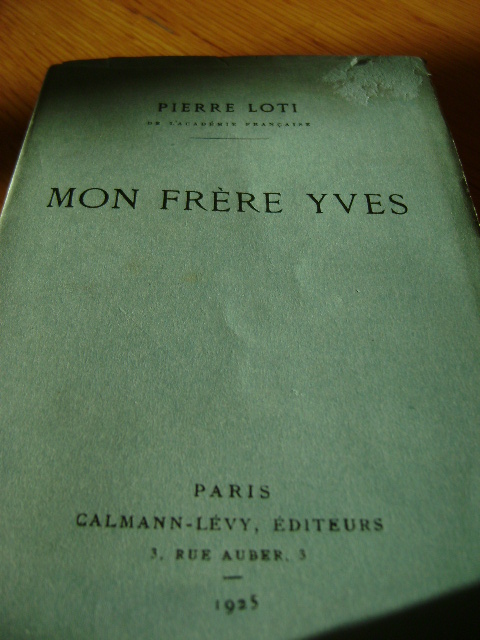 PIERRE LOTI
DE L'ACADÉMIE FRANÇAISE
MON FRÈRE YVES
PARIS
CALMANN-LÉVY, ÉDITEURS
3, RUE AUBER, 3
1925